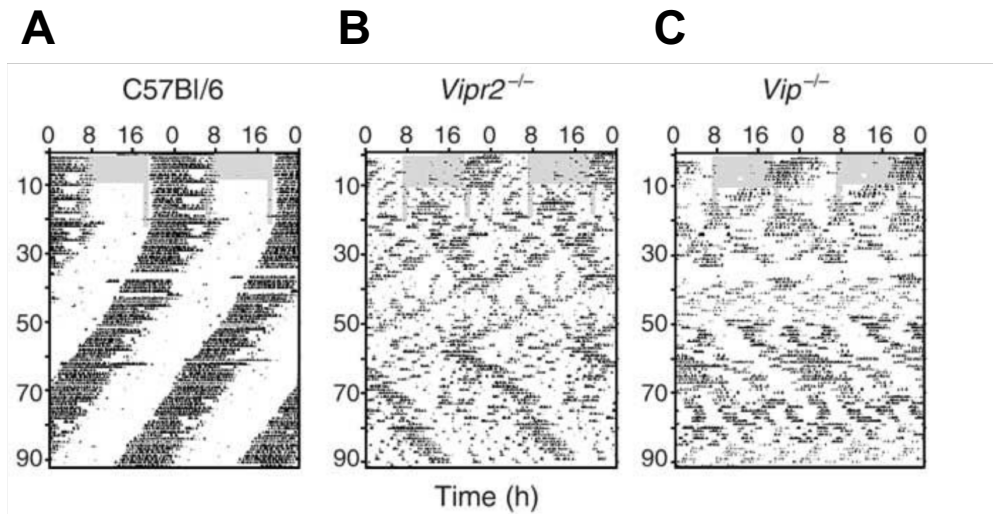 A B C
C57Bl/6 Vipr2−/− Vip−/−
0 8 16 0 8 16 0 0 8 16 0 8 16 0 0 8 16 0 8 16 0
10 10 10
30 30 30
50 50 50
70 70 70
90 90 90
Time (h)